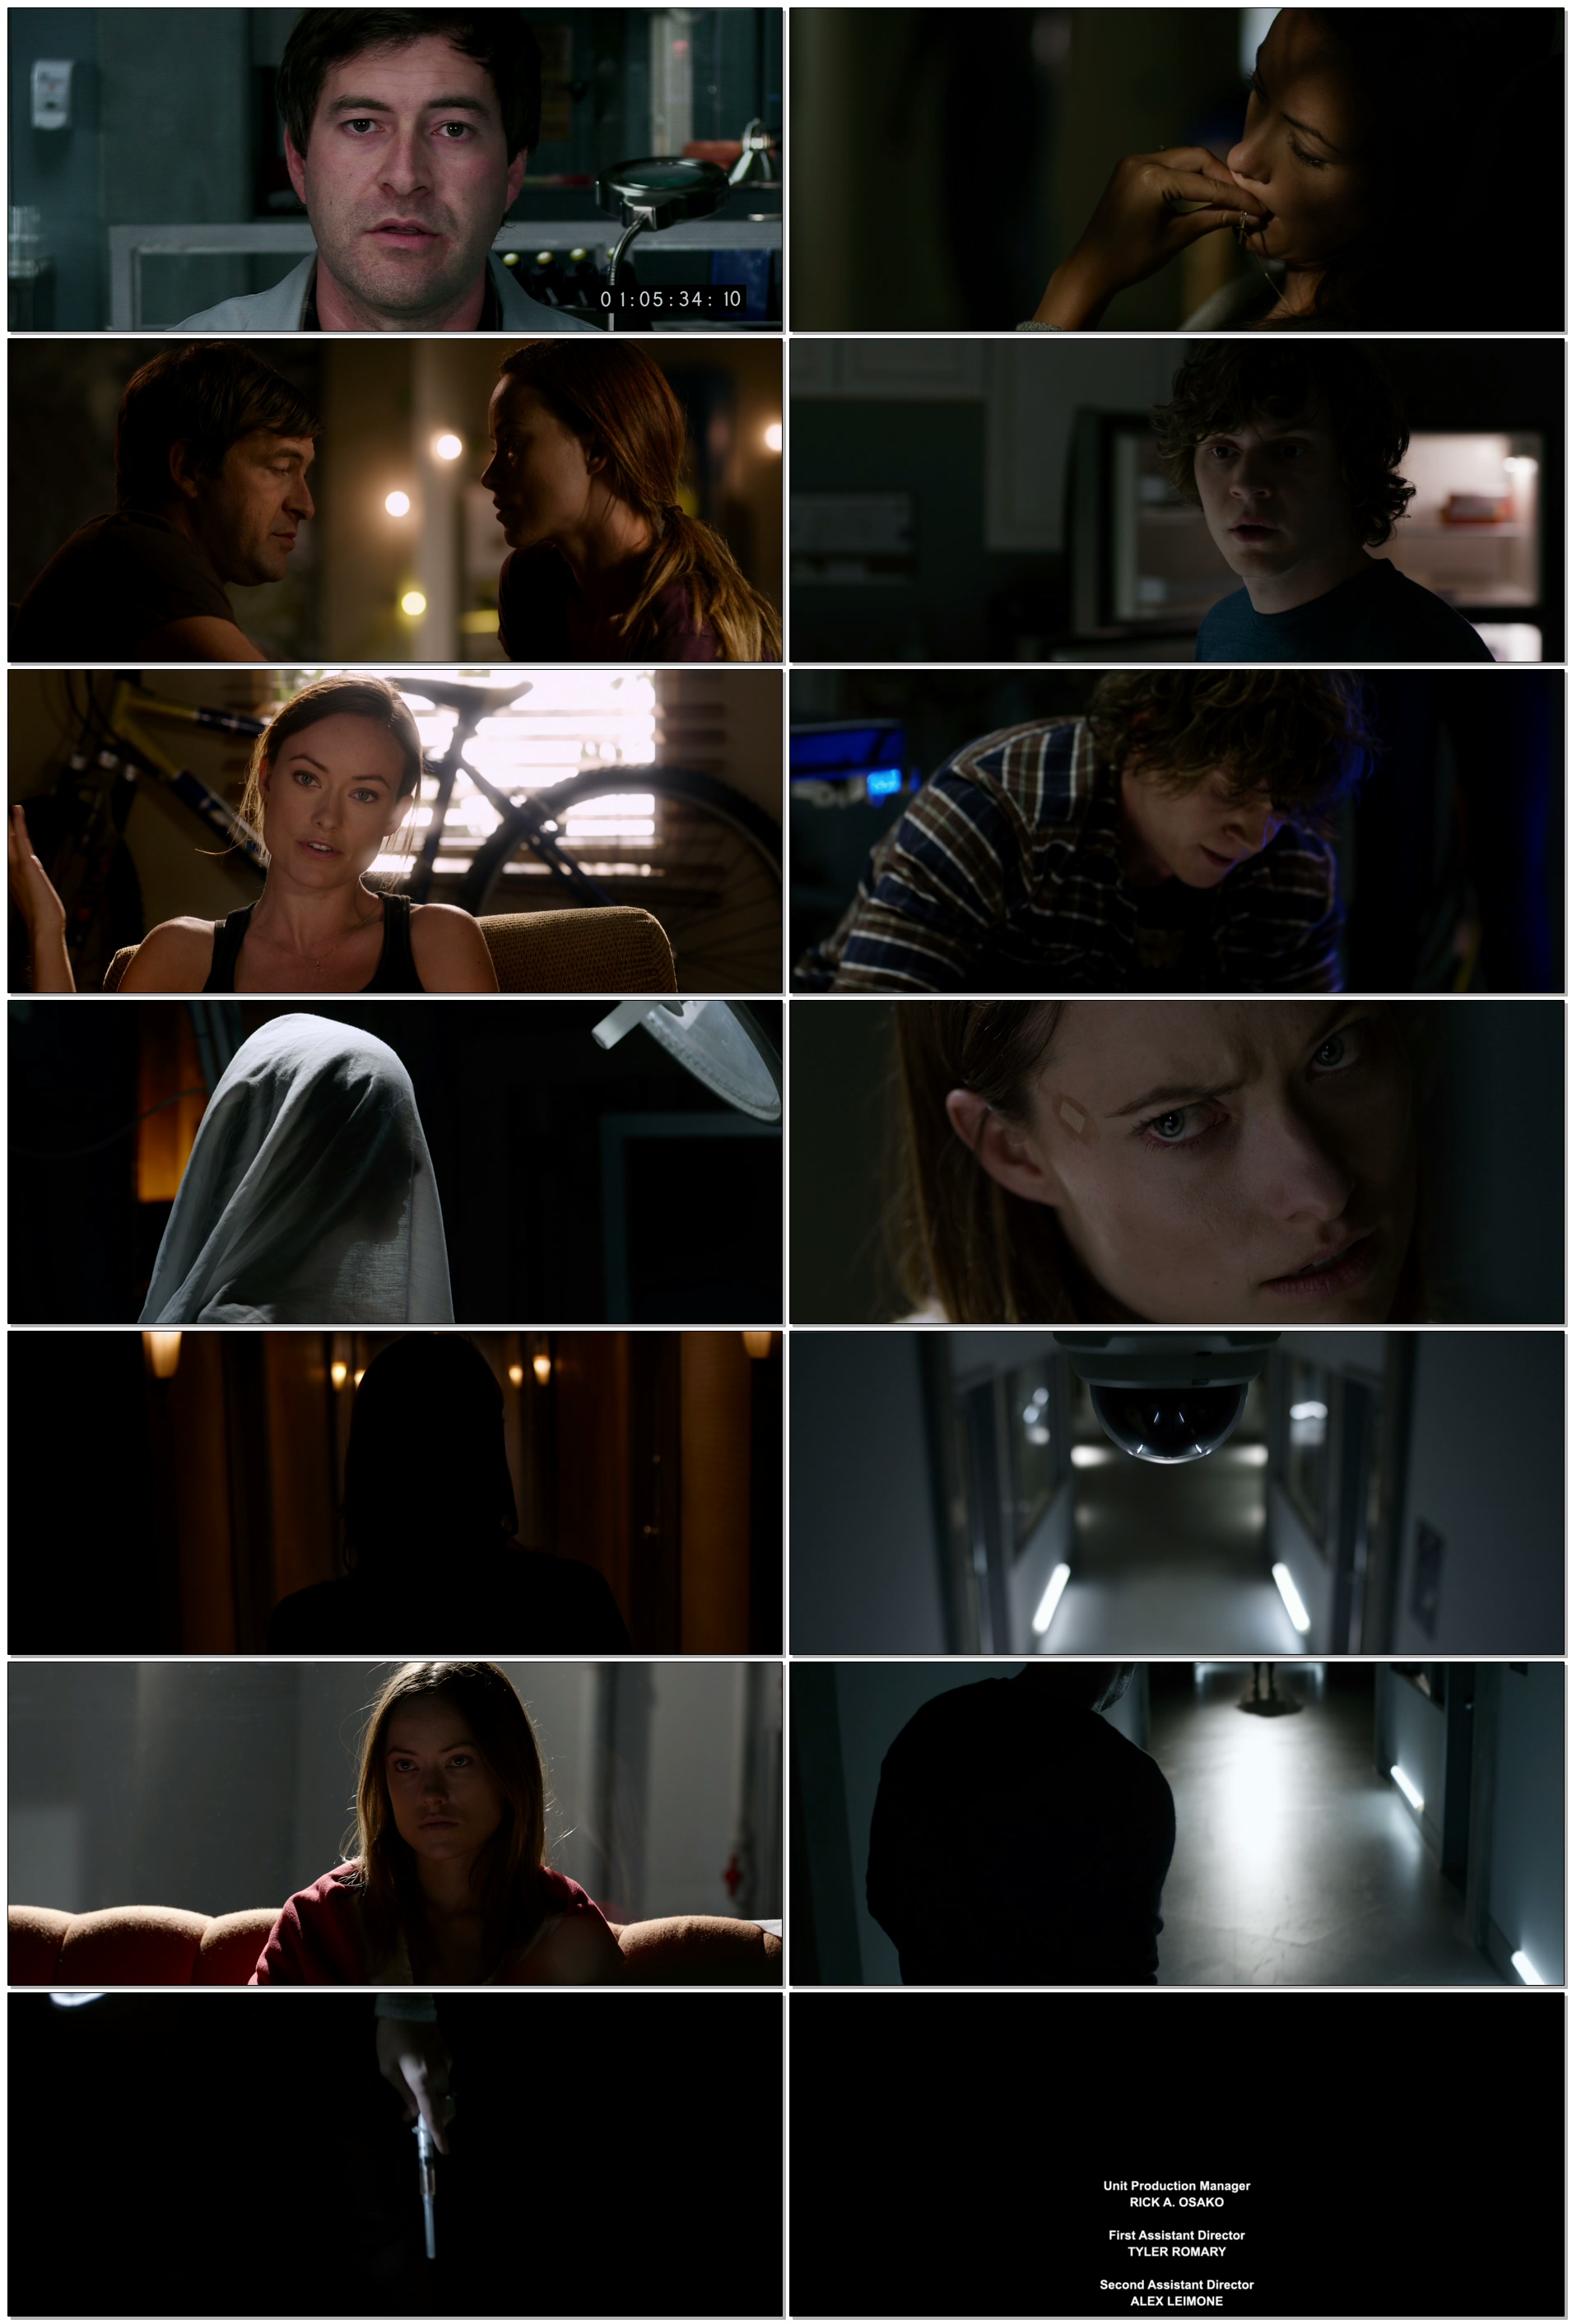 01:05:34:10
Unit Production Manager
RICK A. OSAKO
First Assistant Director
TYLER ROMARY
Second Assistant Director
ALEX LEIMONE